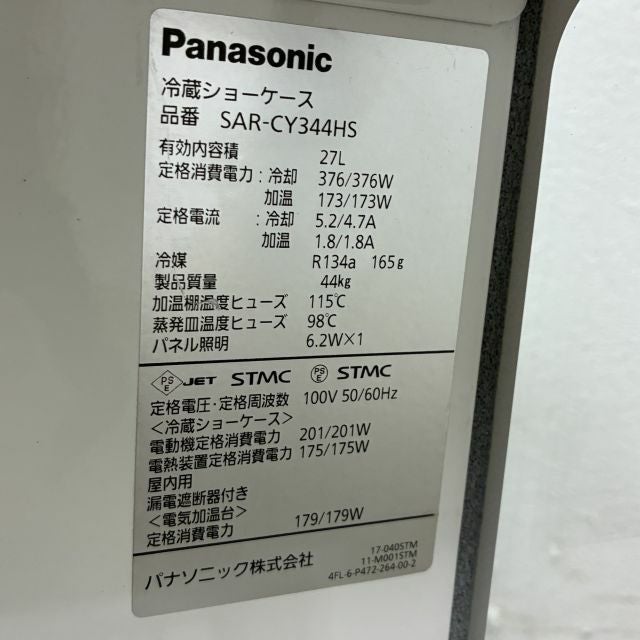 Panasonic
冷蔵ショーケース
品番 SAR-CY344HS
有効内容積 27L
定格消費電力:冷却 376/376W
加温 173/173W
定格電流:冷却 5.2/4.7A
加温 1.8/1.8A
冷媒 R134a 165g
製品質量 44kg
加温棚温度ヒューズ 115℃
蒸発皿温度ヒューズ 98℃
パネル照明 6.2W×1
PSE JET STMC PSE STMC
定格電圧・定格周波数 100V 50/60Hz
<冷蔵ショーケース>
電動機定格消費電力 201/201W
電熱装置定格消費電力 175/175W
屋内用
漏電遮断器付き
<電気加温台>
定格消費電力 179/179W
パナソニック株式会社
17-040STM
11-M001STM
4FL-6-P472-264-00-2